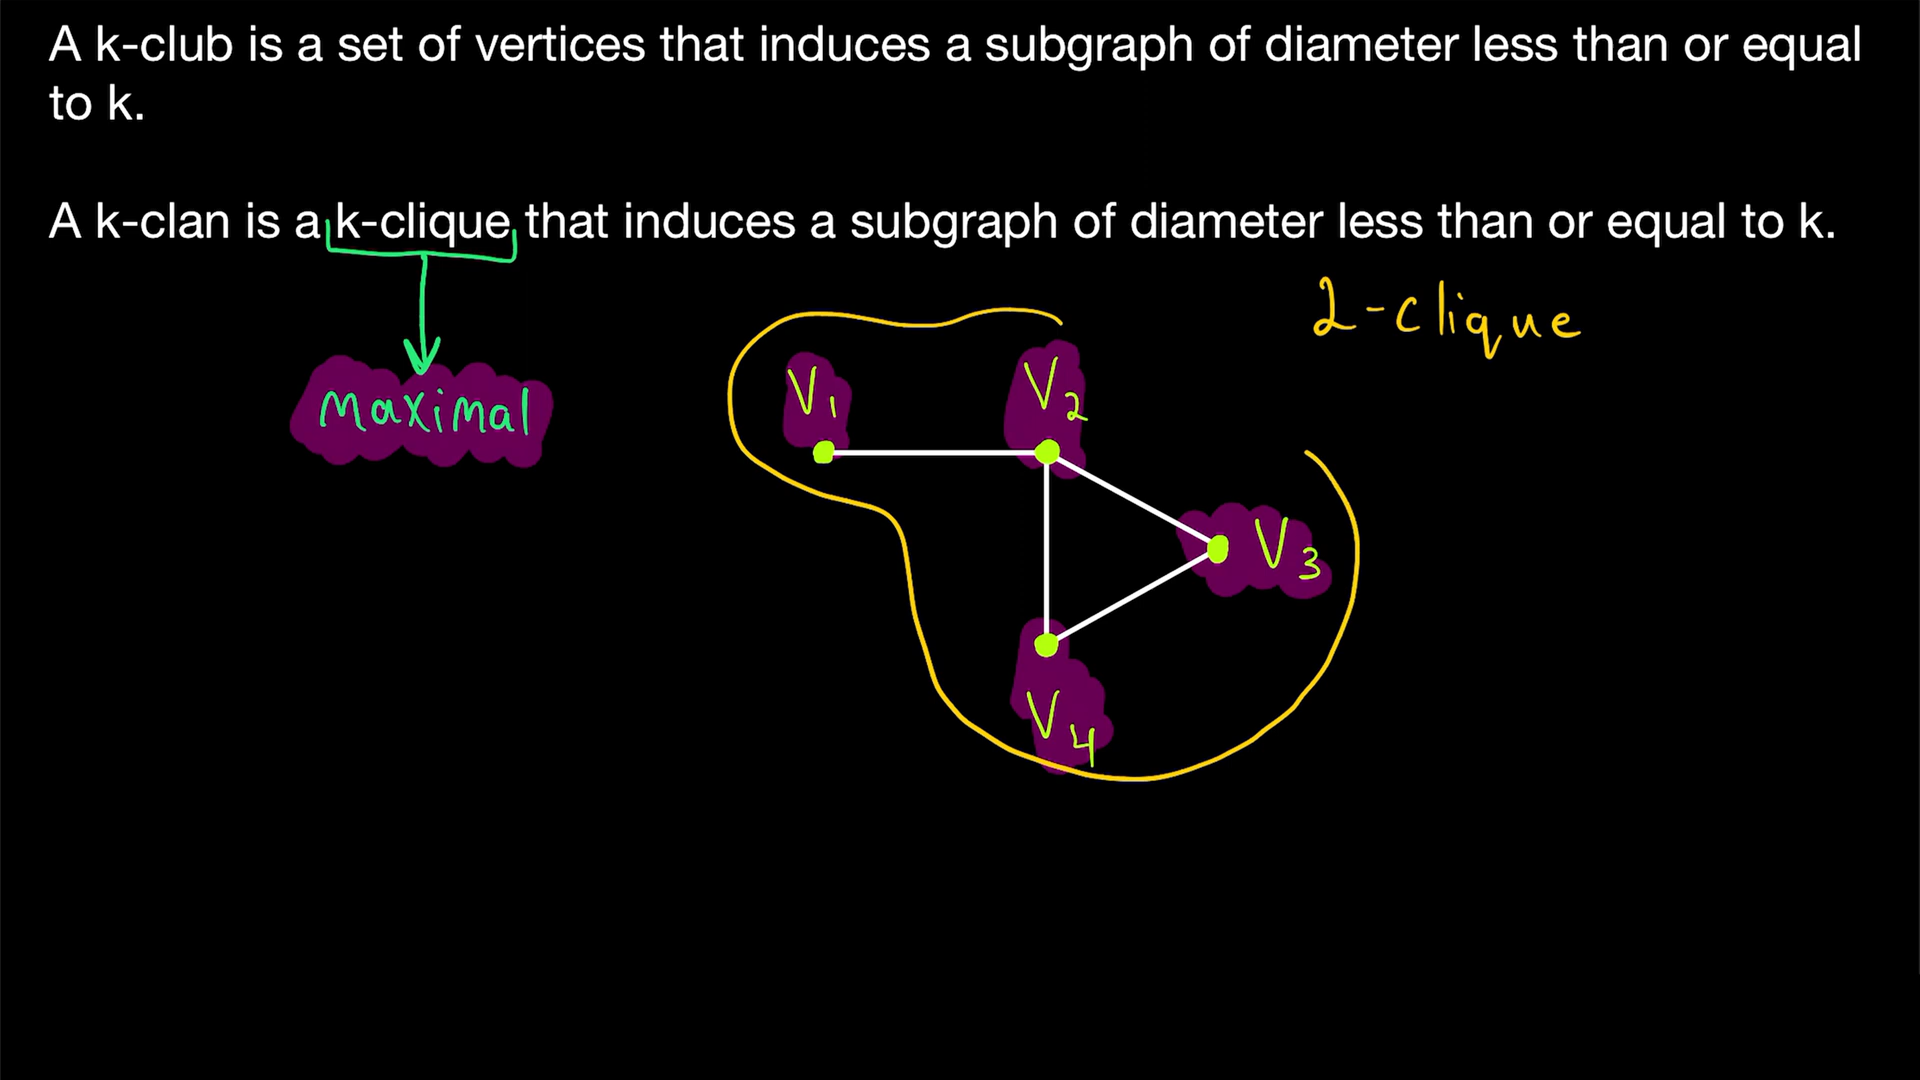 A k-club is a set of vertices that induces a subgraph of diameter less than or equal
to k.
A k-clan is a k-clique that induces a subgraph of diameter less than or equal to k.
2-clique
maximal
V1
V2
V3
V4